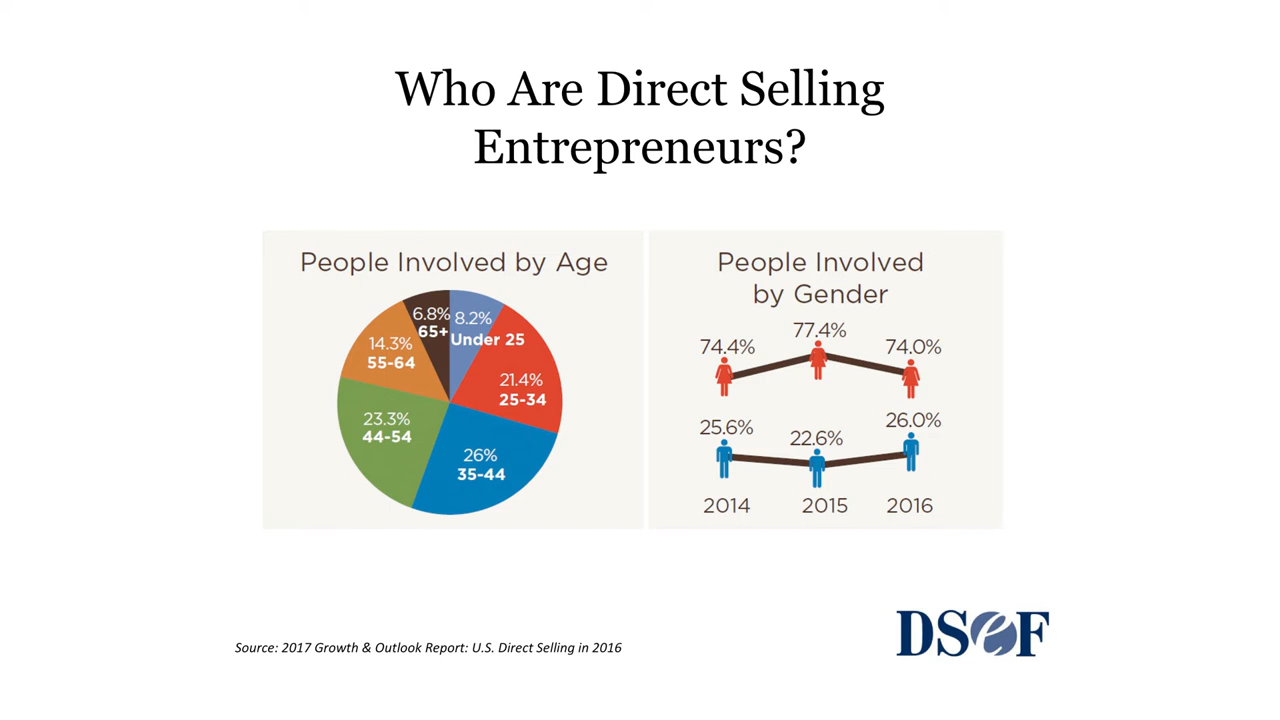 Who Are Direct Selling
Entrepreneurs?
People Involved by Age
6.8%
65+
8.2%
Under 25
14.3%
55-64
21.4%
25-34
23.3%
44-54
26%
35-44
People Involved
by Gender
74.4%
77.4%
74.0%
25.6%
22.6%
26.0%
2014
2015
2016
Source: 2017 Growth & Outlook Report: U.S. Direct Selling in 2016
DSeF